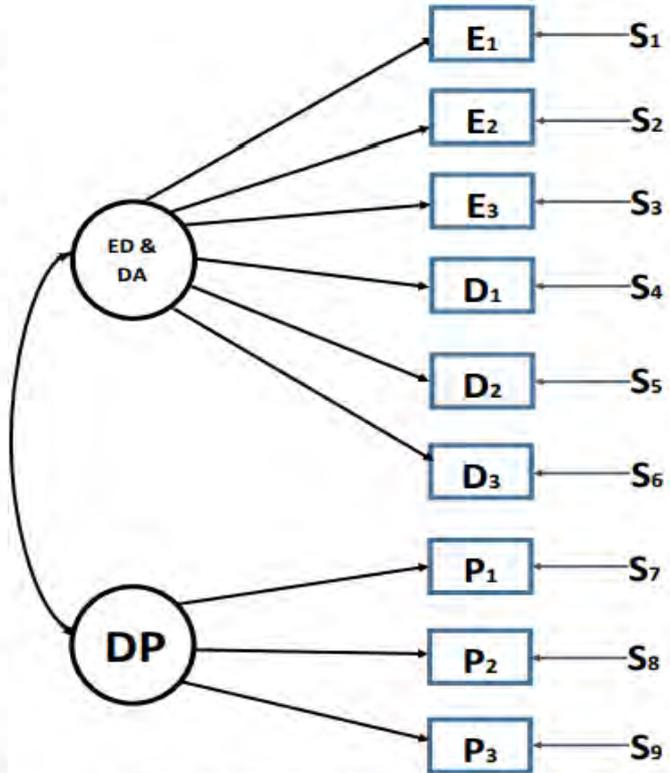 E1 S1
E2 S2
E3 S3
ED &
DA
D1 S4
D2 S5
D3 S6
P1 S7
DP
P2 S8
P3 S9